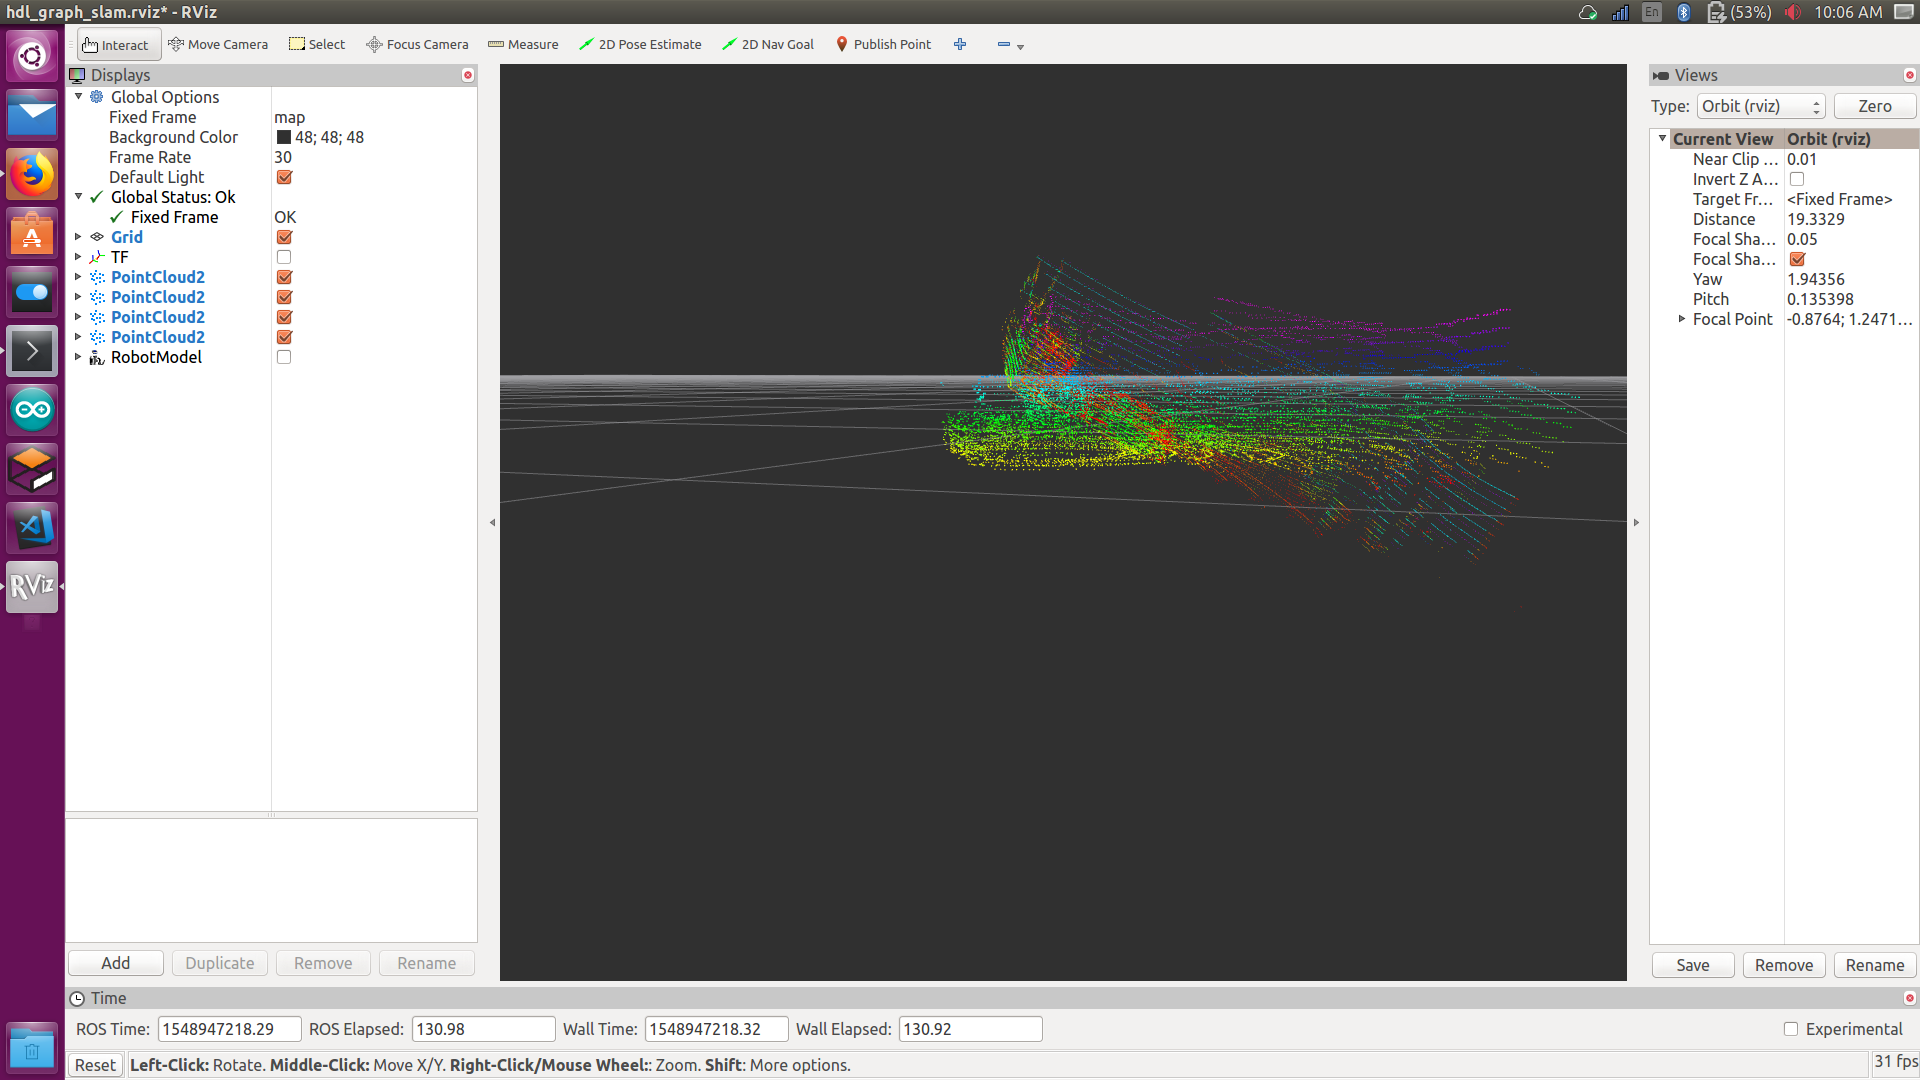 hdl_graph_slam.rviz* - RViz
En (53%) 10:06 AM
Interact Move Camera Select Focus Camera Measure 2D Pose Estimate 2D Nav Goal Publish Point
Displays
Global Options
Fixed Frame map
Background Color 48; 48; 48
Frame Rate 30
Default Light
Global Status: Ok
Fixed Frame OK
Grid
TF
PointCloud2
PointCloud2
PointCloud2
PointCloud2
RobotModel
Add Duplicate Remove Rename
RViz
Views
Type: Orbit (rviz) Zero
Current View Orbit (rviz)
Near Clip ... 0.01
Invert Z A...
Target Fr... <Fixed Frame>
Distance 19.3329
Focal Sha... 0.05
Focal Sha...
Yaw 1.94356
Pitch 0.135398
Focal Point -0.8764; 1.2471...
Save Remove Rename
Time
ROS Time: 1548947218.29 ROS Elapsed: 130.98 Wall Time: 1548947218.32 Wall Elapsed: 130.92 Experimental
Reset Left-Click: Rotate. Middle-Click: Move X/Y. Right-Click/Mouse Wheel:: Zoom. Shift: More options. 31 fps